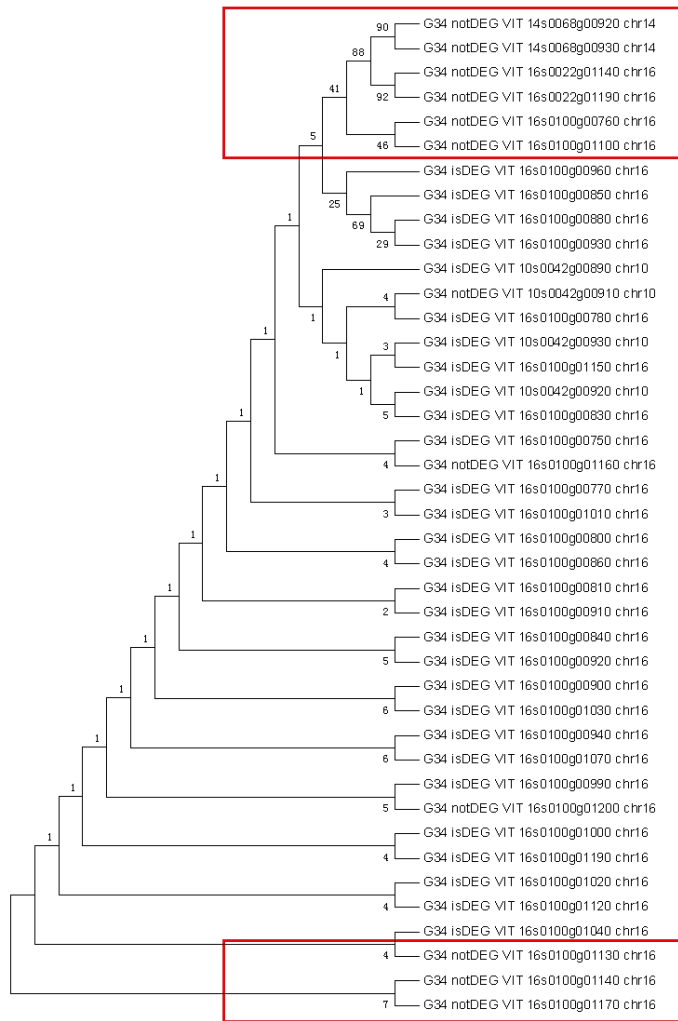 90 G34 notDEG VIT 14s0068g00920 chr14
88 G34 notDEG VIT 14s0068g00930 chr14
G34 notDEG VIT 16s0022g01140 chr16
41 92 G34 notDEG VIT 16s0022g01190 chr16
G34 notDEG VIT 16s0100g00760 chr16
5 46 G34 notDEG VIT 16s0100g01100 chr16
G34 isDEG VIT 16s0100g00960 chr16
25 G34 isDEG VIT 16s0100g00850 chr16
1 69 G34 isDEG VIT 16s0100g00880 chr16
29 G34 isDEG VIT 16s0100g00930 chr16
G34 isDEG VIT 10s0042g00890 chr10
1 4 G34 notDEG VIT 10s0042g00910 chr10
1 G34 isDEG VIT 16s0100g00780 chr16
1 3 G34 isDEG VIT 10s0042g00930 chr10
G34 isDEG VIT 16s0100g01150 chr16
1 G34 isDEG VIT 10s0042g00920 chr10
1 5 G34 isDEG VIT 16s0100g00830 chr16
G34 isDEG VIT 16s0100g00750 chr16
4 G34 notDEG VIT 16s0100g01160 chr16
1 G34 isDEG VIT 16s0100g00770 chr16
3 G34 isDEG VIT 16s0100g01010 chr16
1 G34 isDEG VIT 16s0100g00800 chr16
4 G34 isDEG VIT 16s0100g00860 chr16
1 G34 isDEG VIT 16s0100g00810 chr16
2 G34 isDEG VIT 16s0100g00910 chr16
1 G34 isDEG VIT 16s0100g00840 chr16
5 G34 isDEG VIT 16s0100g00920 chr16
1 G34 isDEG VIT 16s0100g00900 chr16
6 G34 isDEG VIT 16s0100g01030 chr16
1 G34 isDEG VIT 16s0100g00940 chr16
6 G34 isDEG VIT 16s0100g01070 chr16
1 G34 isDEG VIT 16s0100g00990 chr16
5 G34 notDEG VIT 16s0100g01200 chr16
1 G34 isDEG VIT 16s0100g01000 chr16
4 G34 isDEG VIT 16s0100g01190 chr16
G34 isDEG VIT 16s0100g01020 chr16
4 G34 isDEG VIT 16s0100g01120 chr16
G34 isDEG VIT 16s0100g01040 chr16
4 G34 notDEG VIT 16s0100g01130 chr16
G34 notDEG VIT 16s0100g01140 chr16
7 G34 notDEG VIT 16s0100g01170 chr16